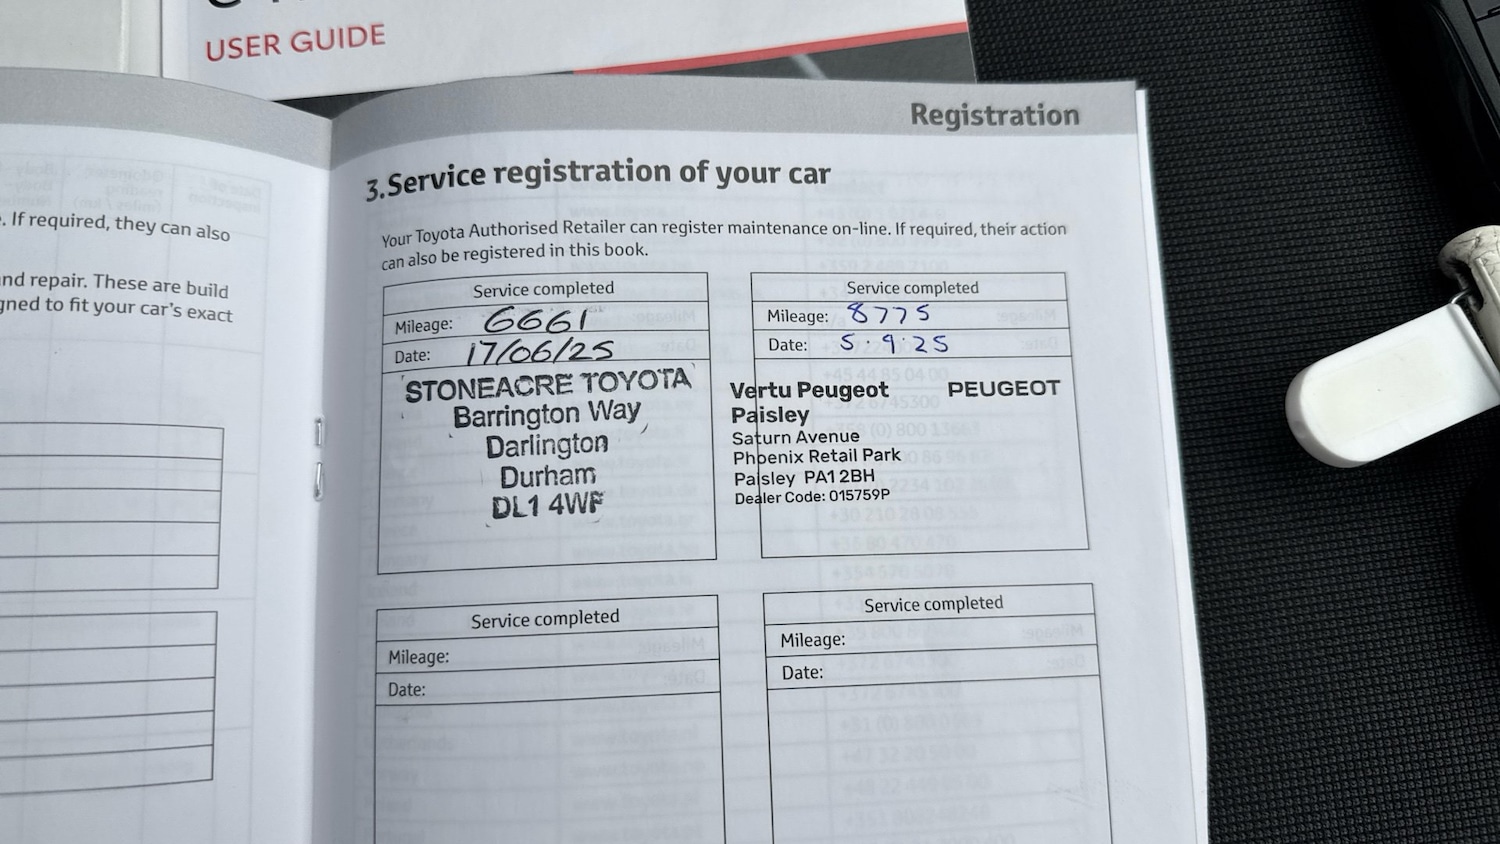 USER GUIDE
Registration
. If required, they can also
nd repair. These are build
gned to fit your car's exact
3.Service registration of your car
Your Toyota Authorised Retailer can register maintenance on-line. If required, their action
can also be registered in this book.
Service completed
Mileage: 6661
Date: 17/06/25
STONEACRE TOYOTA
Barrington Way
Darlington
Durham
DL1 4WF
Service completed
Mileage: 8775
Date: 5.9.25
Vertu Peugeot PEUGEOT
Paisley
Saturn Avenue
Phoenix Retail Park
Paisley PA1 2BH
Dealer Code: 015759P
Service completed
Mileage:
Date:
Service completed
Mileage:
Date: